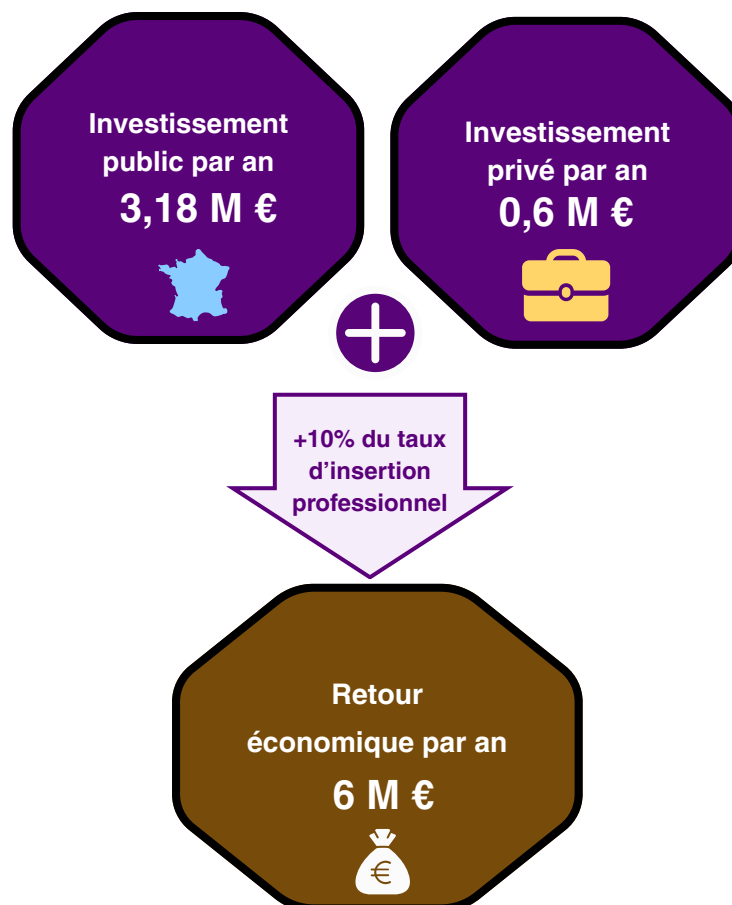 Investissement
public par an
3,18 M €
Investissement
privé par an
0,6 M €
+10% du taux
d'insertion
professionnel
Retour
économique par an
6 M €
€